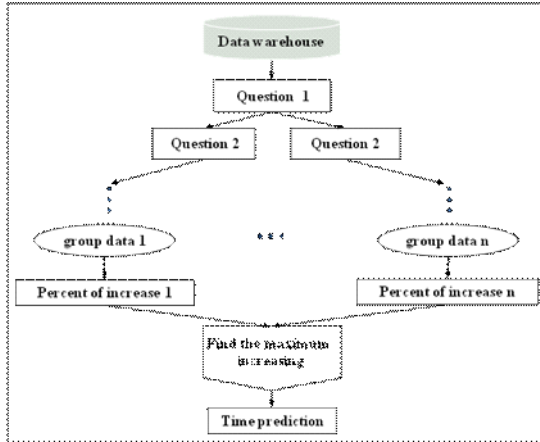 Data warehouse
Question 1
Question 2
Question 2
group data 1
group data n
Percent of increase 1
Percent of increase n
Find the maximum
increasing
Time prediction